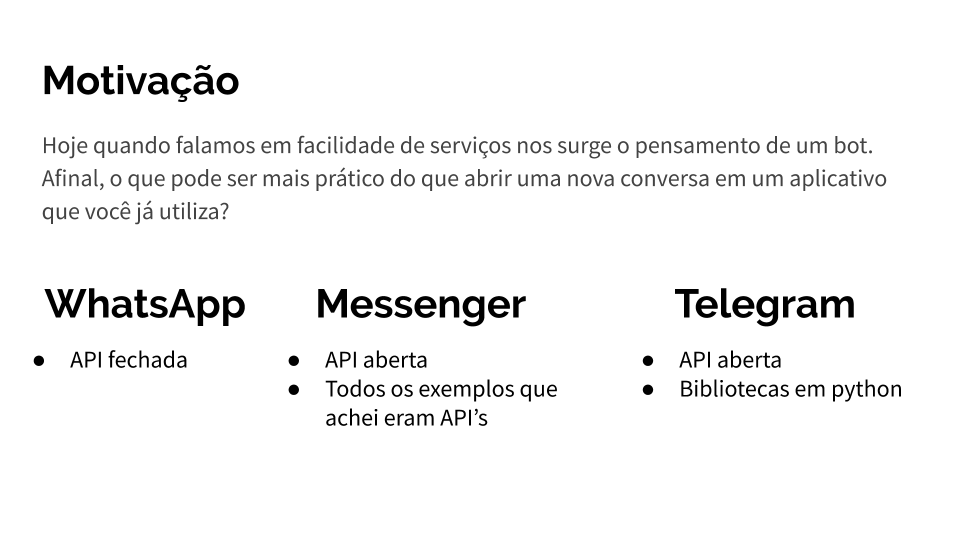 Motivação
Hoje quando falamos em facilidade de serviços nos surge o pensamento de um bot.
Afinal, o que pode ser mais prático do que abrir uma nova conversa em um aplicativo
que você já utiliza?
WhatsApp
● API fechada
Messenger
● API aberta
● Todos os exemplos que
achei eram API’s
Telegram
● API aberta
● Bibliotecas em python